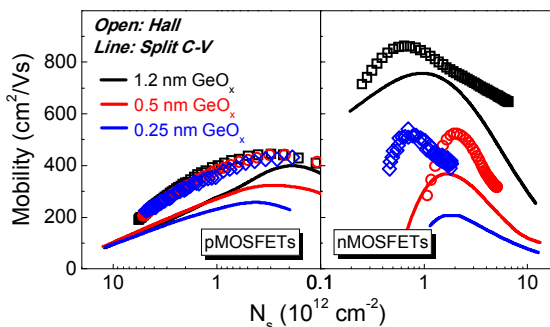 Open: Hall
Line: Split C-V
1.2 nm GeOₓ
0.5 nm GeOₓ
0.25 nm GeOₓ
Mobility (cm²/Vs)
800
600
400
200
0
pMOSFETs
nMOSFETs
10
1
0.1
1
10
Nₛ (10¹² cm⁻²)